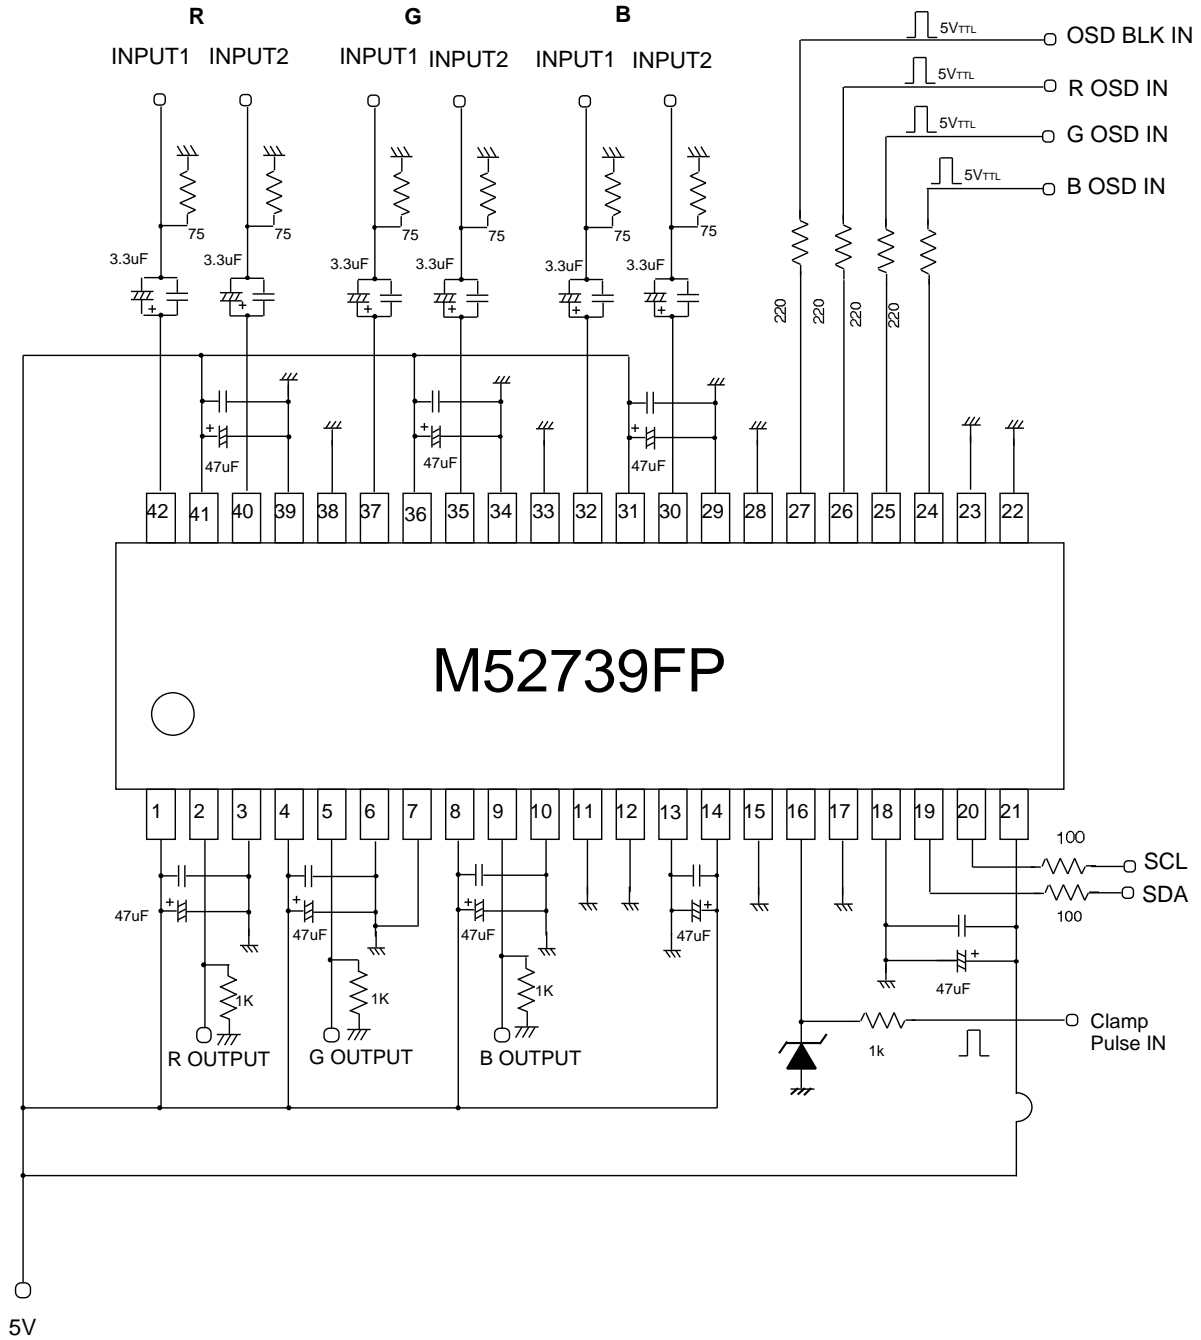 R G B
INPUT1 INPUT2 INPUT1 INPUT2 INPUT1 INPUT2
5VTTL OSD BLK IN
5VTTL R OSD IN
5VTTL G OSD IN
5VTTL B OSD IN
75 75 75 75 75 75
3.3uF 3.3uF 3.3uF 3.3uF 3.3uF 3.3uF
+ + + + + +
220 220 220 220
+ + +
47uF 47uF 47uF
42 41 40 39 38 37 36 35 34 33 32 31 30 29 28 27 26 25 24 23 22
M52739FP
1 2 3 4 5 6 7 8 9 10 11 12 13 14 15 16 17 18 19 20 21
100 SCL
SDA
100
+ + + +
47uF 47uF 47uF 47uF
+
47uF
1K 1K 1K
R OUTPUT G OUTPUT B OUTPUT
1k
Clamp
Pulse IN
5V